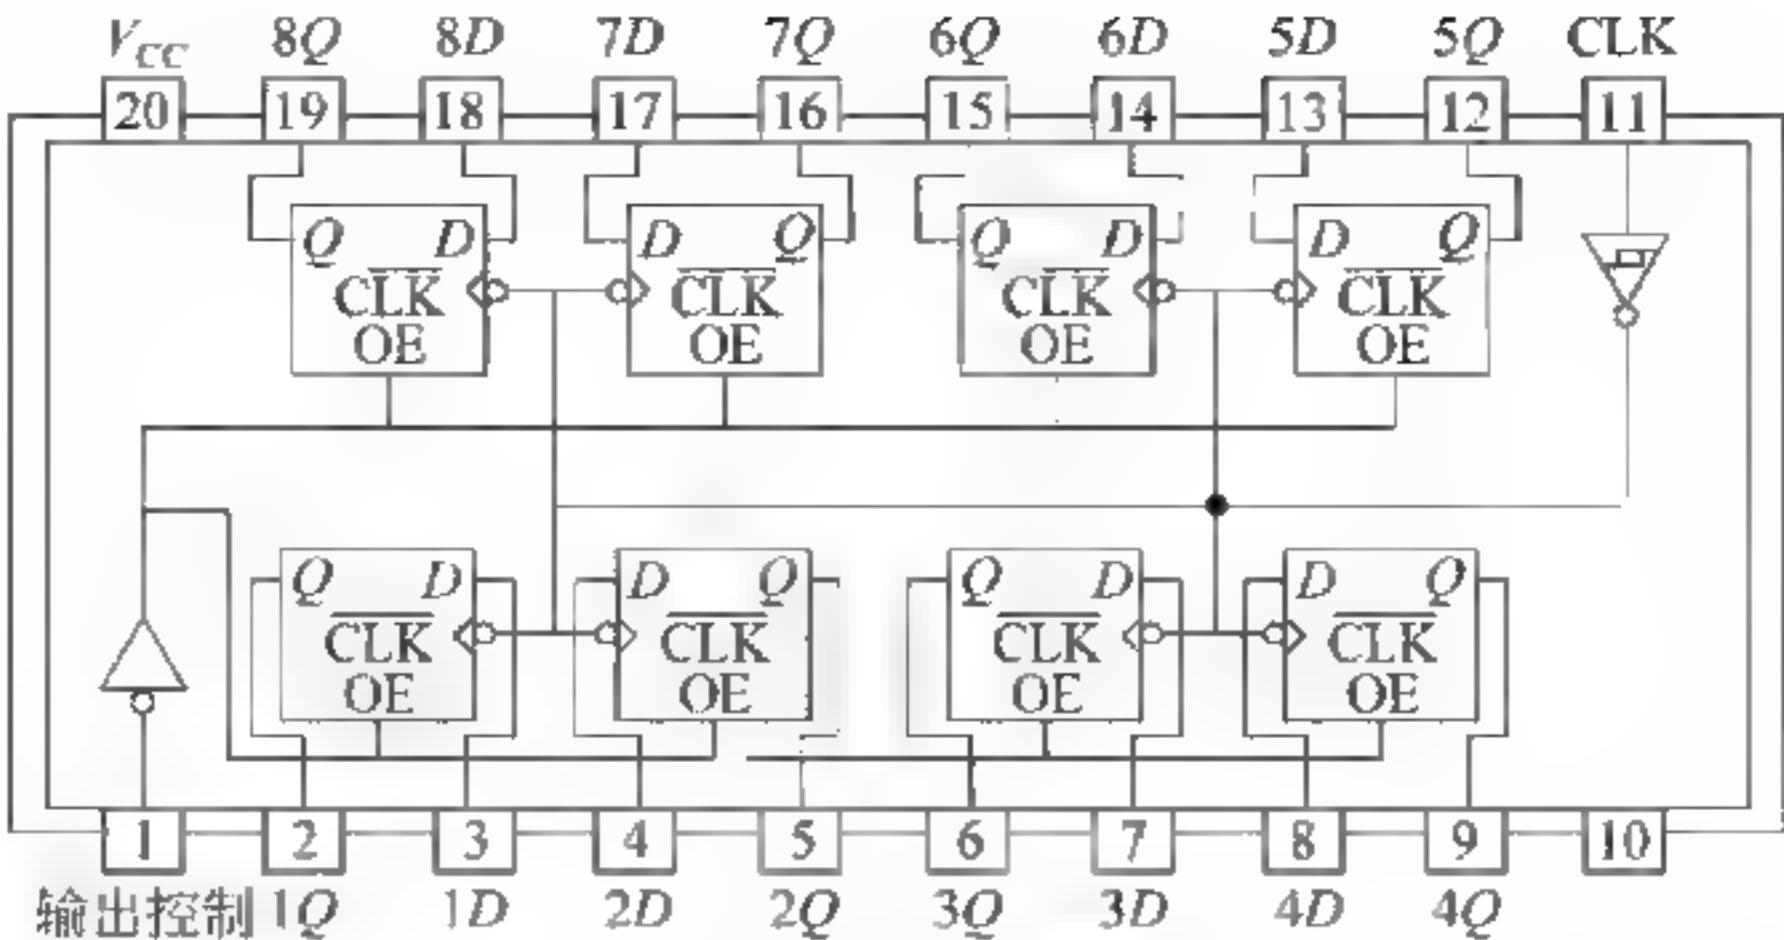 V_CC 8Q 8D 7D 7Q 6Q 6D 5D 5Q CLK
20 19 18 17 16 15 14 13 12 11
Q D D Q Q D D Q
CLK CLK CLK CLK
OE OE OE OE
Q D D Q Q D D Q
CLK CLK CLK CLK
OE OE OE OE
1 2 3 4 5 6 7 8 9 10
输出控制 1Q 1D 2D 2Q 3Q 3D 4D 4Q